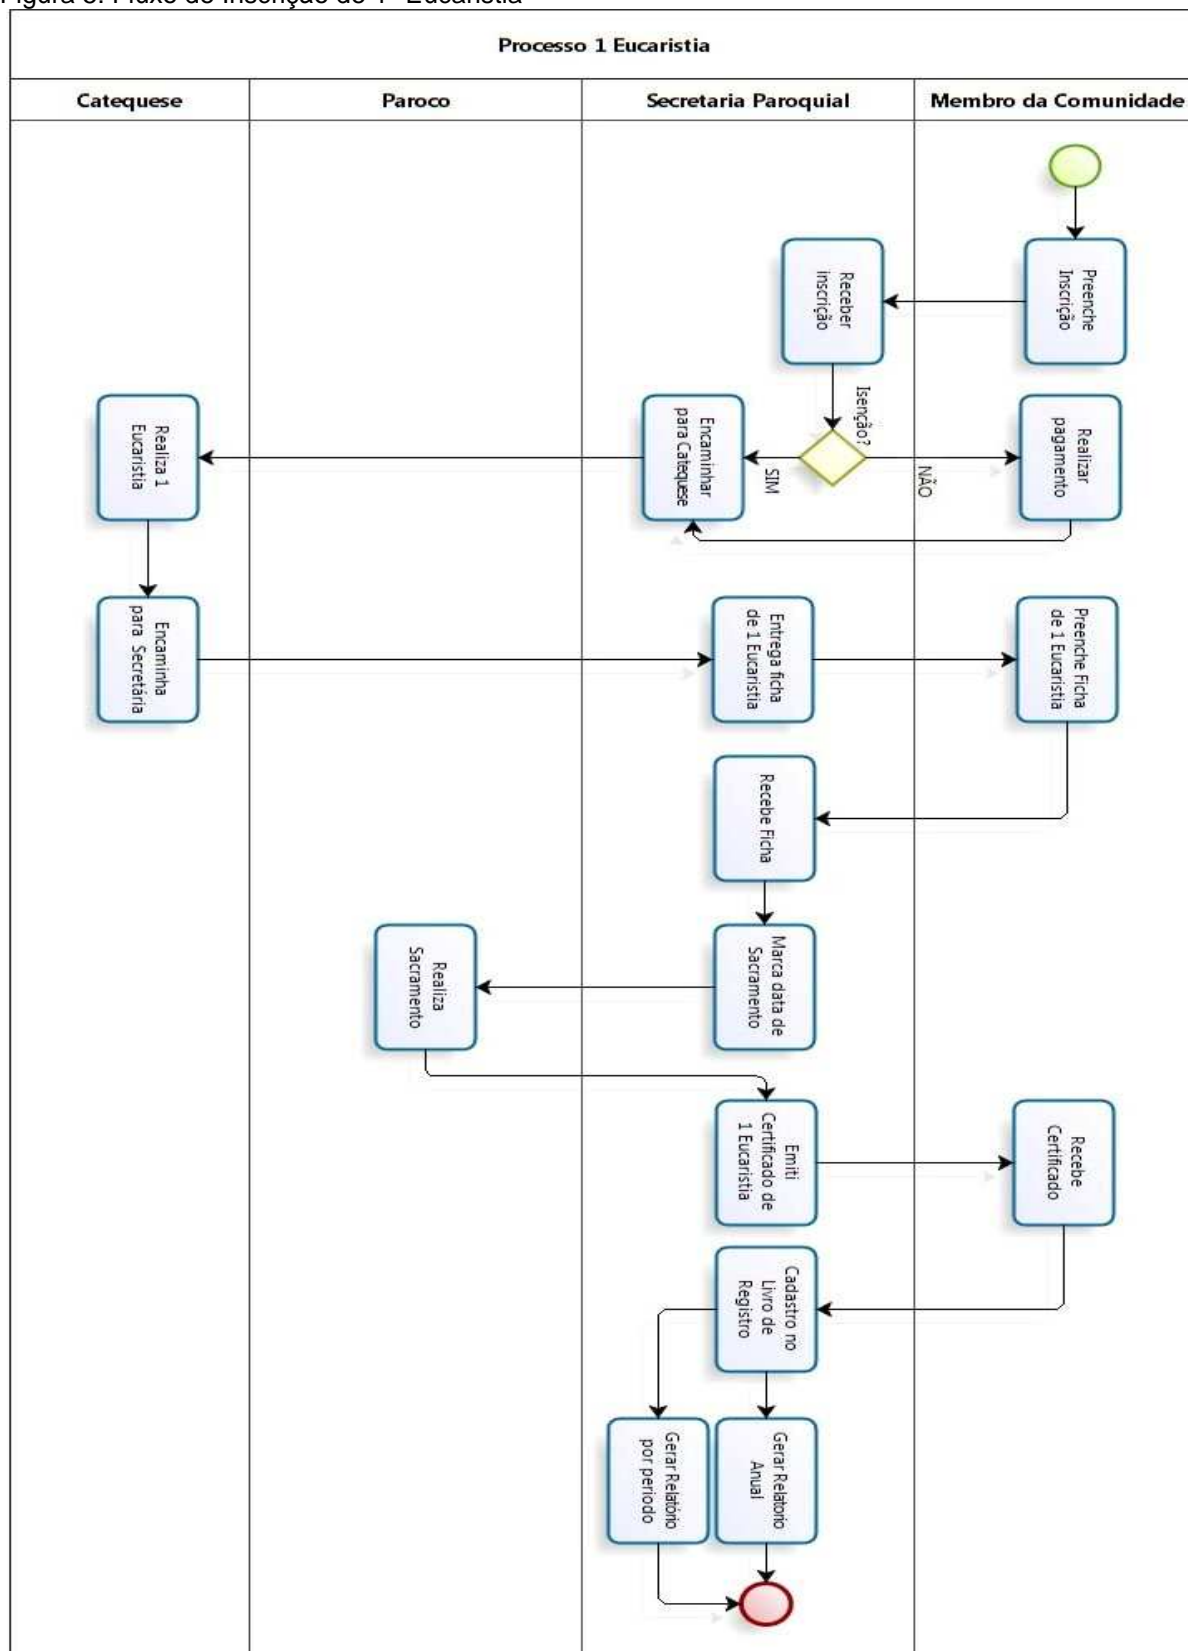 Processo 1 Eucaristia
Catequese
Paroco
Secretaria Paroquial
Membro da Comunidade
Preenche
Inscrição
Receber
inscrição
Isenção?
NÃO
SIM
Realizar
pagamento
Encaminhar
para Catequese
Realiza 1
Eucaristia
Encaminha
para Secretária
Entrega ficha
de 1 Eucaristia
Preenche Ficha
de 1 Eucaristia
Recebe Ficha
Marca data de
Sacramento
Realiza
Sacramento
Emiti
Certificado de
1 Eucaristia
Recebe
Certificado
Cadastro no
Livro de
Registro
Gerar Relatorio
Anual
Gerar Relatório
por periodo